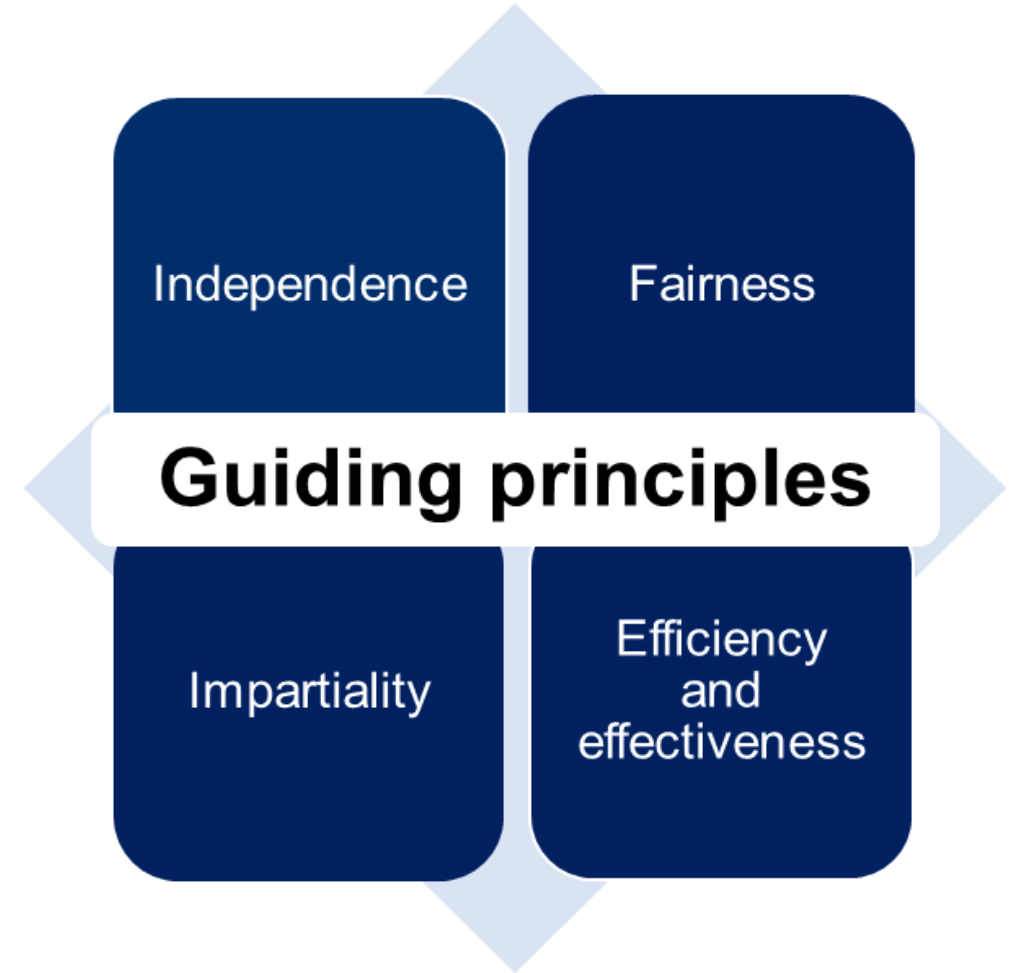 Independence
Fairness
Guiding principles
Impartiality
Efficiency
and
effectiveness